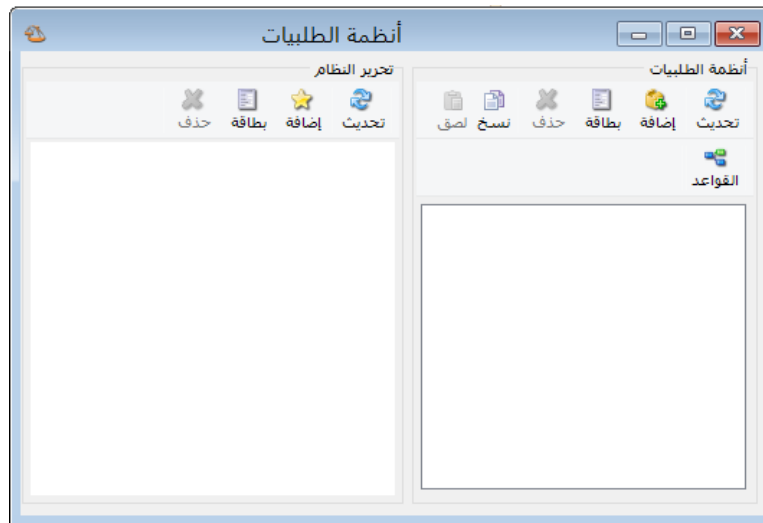 أنظمة الطلبيات
أنظمة الطلبيات
تحديث إضافة بطاقة حذف نسخ لصق
القواعد
تحرير النظام
تحديث إضافة بطاقة حذف